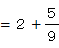 = 2 + 5/9